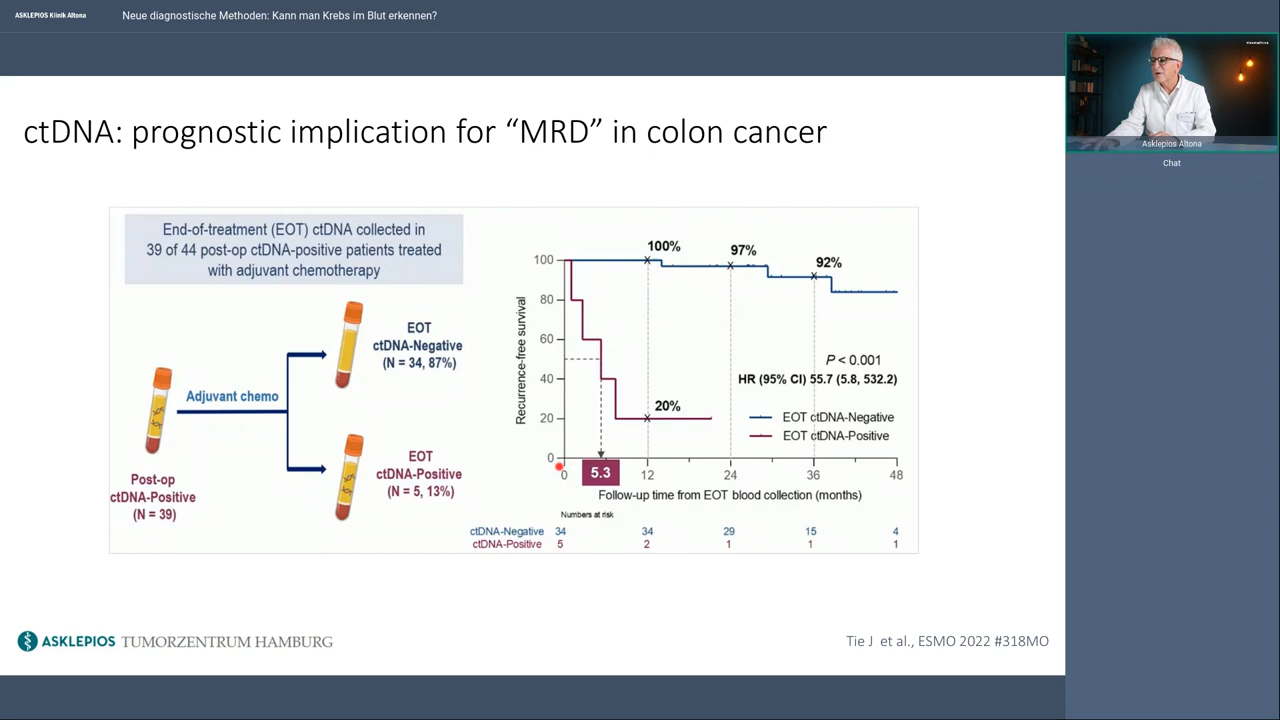 ASKLEPIOS Klinik Altona
Neue diagnostische Methoden: Kann man Krebs im Blut erkennen?
ctDNA: prognostic implication for “MRD” in colon cancer
End-of-treatment (EOT) ctDNA collected in
39 of 44 post-op ctDNA-positive patients treated
with adjuvant chemotherapy
Adjuvant chemo
Post-op
ctDNA-Positive
(N = 39)
EOT
ctDNA-Negative
(N = 34, 87%)
EOT
ctDNA-Positive
(N = 5, 13%)
Recurrence-free survival
100
80
60
40
20
0
100%
97%
92%
20%
P < 0.001
HR (95% CI) 55.7 (5.8, 532.2)
EOT ctDNA-Negative
EOT ctDNA-Positive
0 5.3 12 24 36 48
Follow-up time from EOT blood collection (months)
Numbers at risk
ctDNA-Negative 34 34 29 15 4
ctDNA-Positive 5 2 1 1 1
ASKLEPIOS TUMORZENTRUM HAMBURG
Tie J et al., ESMO 2022 #318MO
Asklepios Altona
Chat